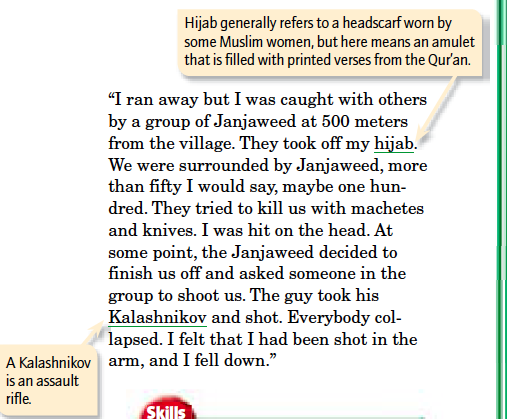 Hijab generally refers to a headscarf worn by
some Muslim women, but here means an amulet
that is filled with printed verses from the Qur'an.
“I ran away but I was caught with others
by a group of Janjaweed at 500 meters
from the village. They took off my hijab.
We were surrounded by Janjaweed, more
than fifty I would say, maybe one hun-
dred. They tried to kill us with machetes
and knives. I was hit on the head. At
some point, the Janjaweed decided to
finish us off and asked someone in the
group to shoot us. The guy took his
Kalashnikov and shot. Everybody col-
lapsed. I felt that I had been shot in the
arm, and I fell down.”
A Kalashnikov
is an assault
rifle.
Skills